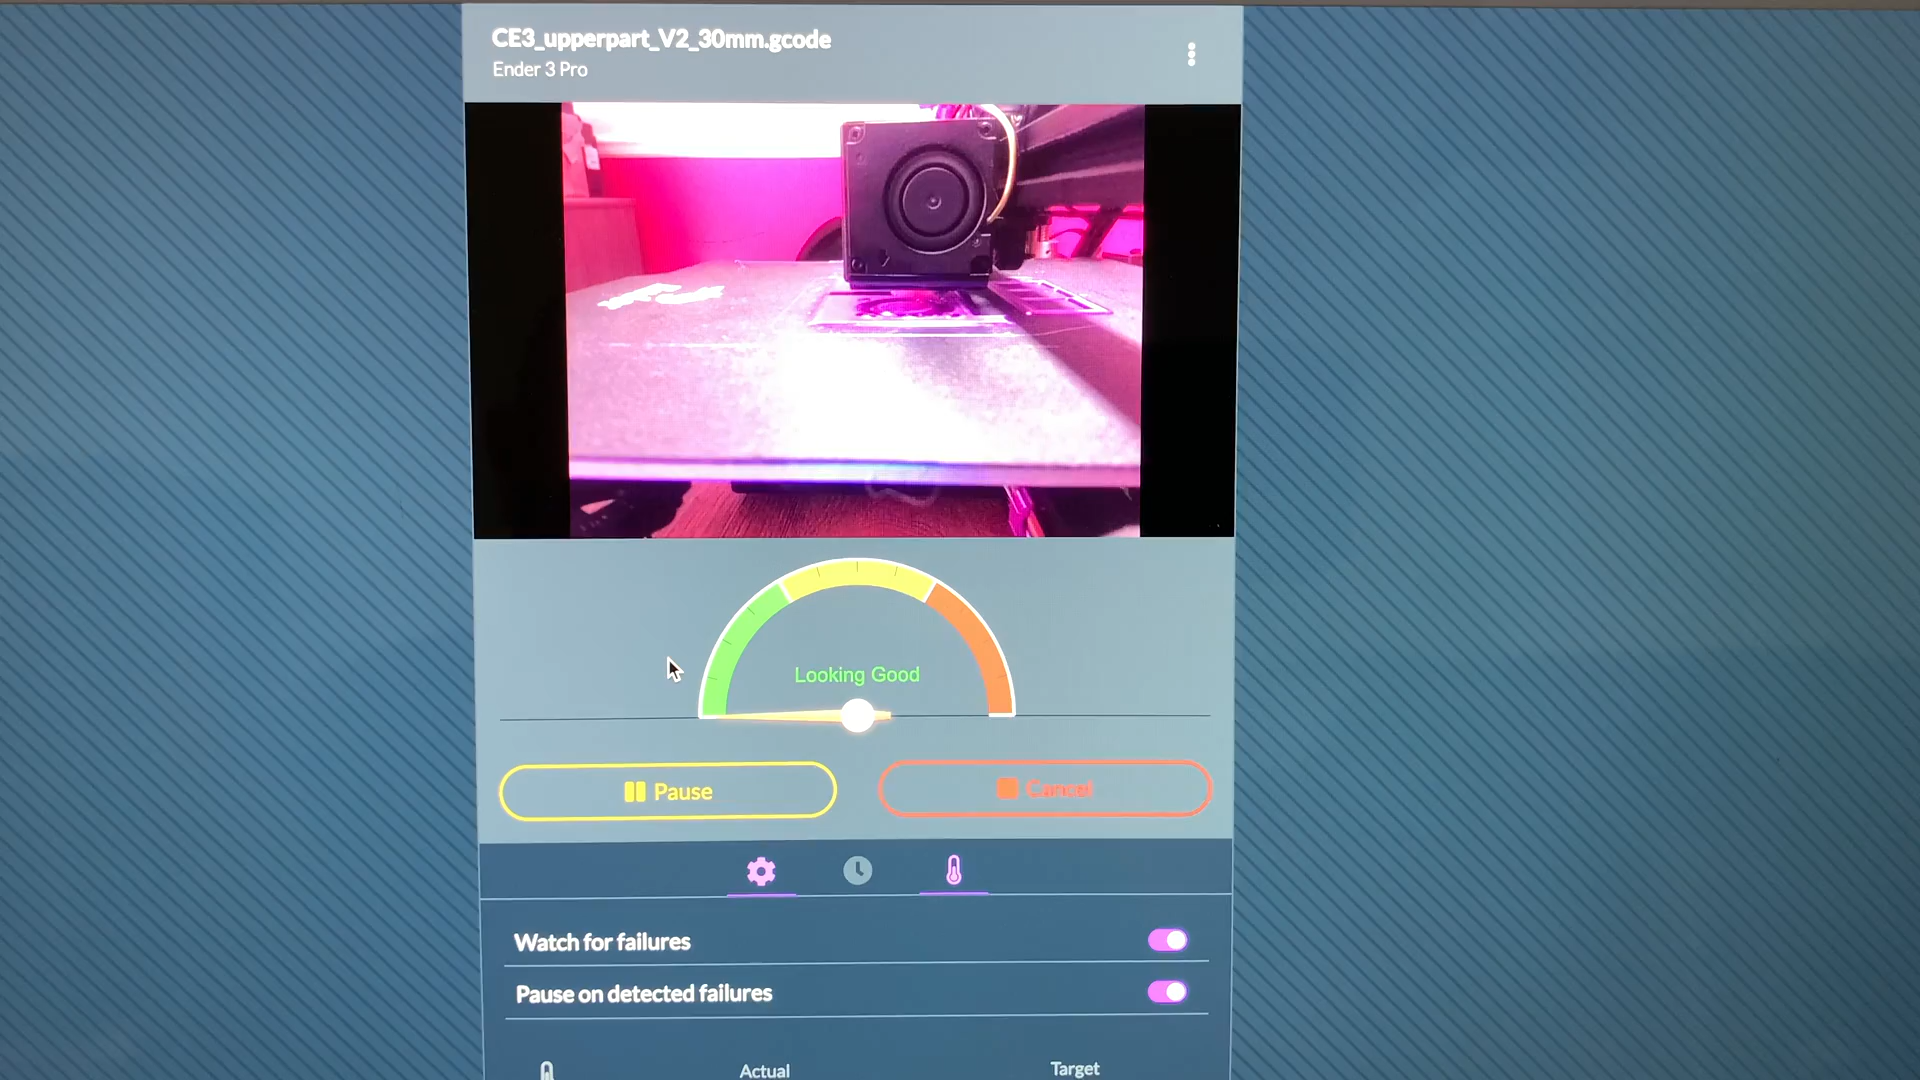 CE3_upperpart_V2_30mm.gcode
Ender 3 Pro
Looking Good
Pause
Cancel
Watch for failures
Pause on detected failures
Actual
Target